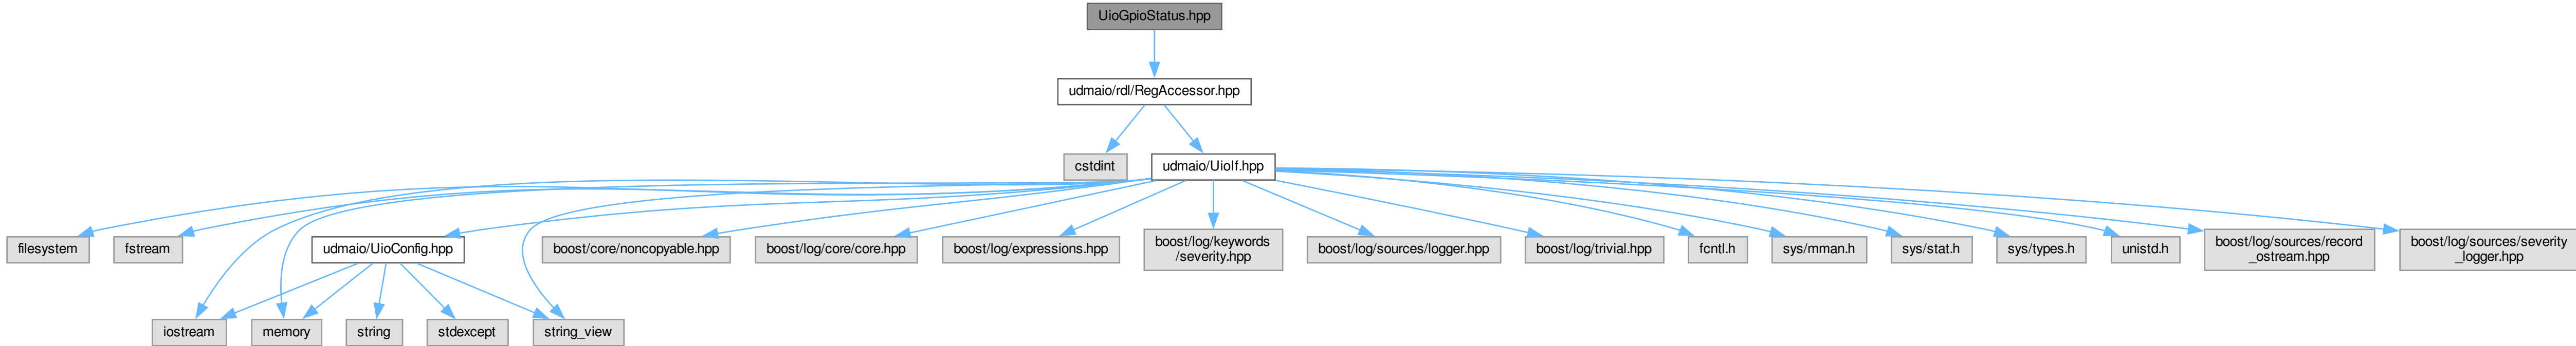 UioGpioStatus.hpp
udmaio/rdl/RegAccessor.hpp
cstdint
udmaio/UioIf.hpp
filesystem
fstream
udmaio/UioConfig.hpp
boost/core/noncopyable.hpp
boost/log/core/core.hpp
boost/log/expressions.hpp
boost/log/keywords
/severity.hpp
boost/log/sources/logger.hpp
boost/log/trivial.hpp
fcntl.h
sys/mman.h
sys/stat.h
sys/types.h
unistd.h
boost/log/sources/record
_ostream.hpp
boost/log/sources/severity
_logger.hpp
iostream
memory
string
stdexcept
string_view